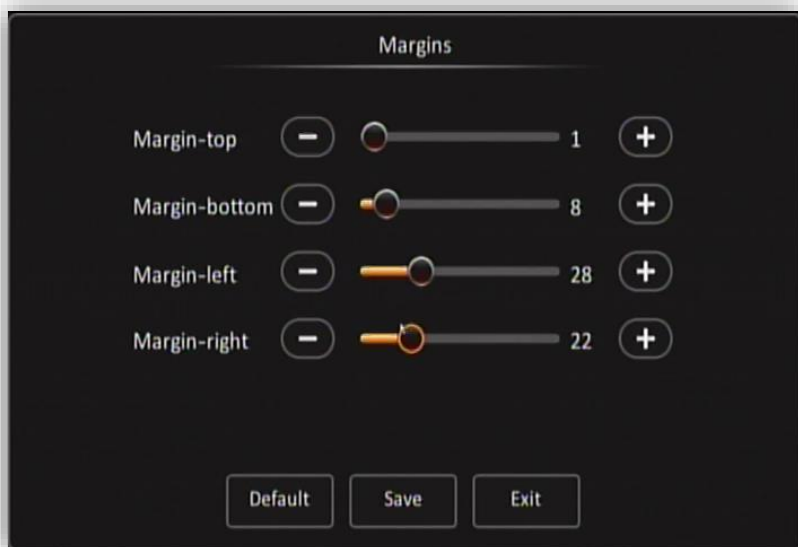 Margins
Margin-top − 1 +
Margin-bottom − 8 +
Margin-left − 28 +
Margin-right − 22 +
Default Save Exit